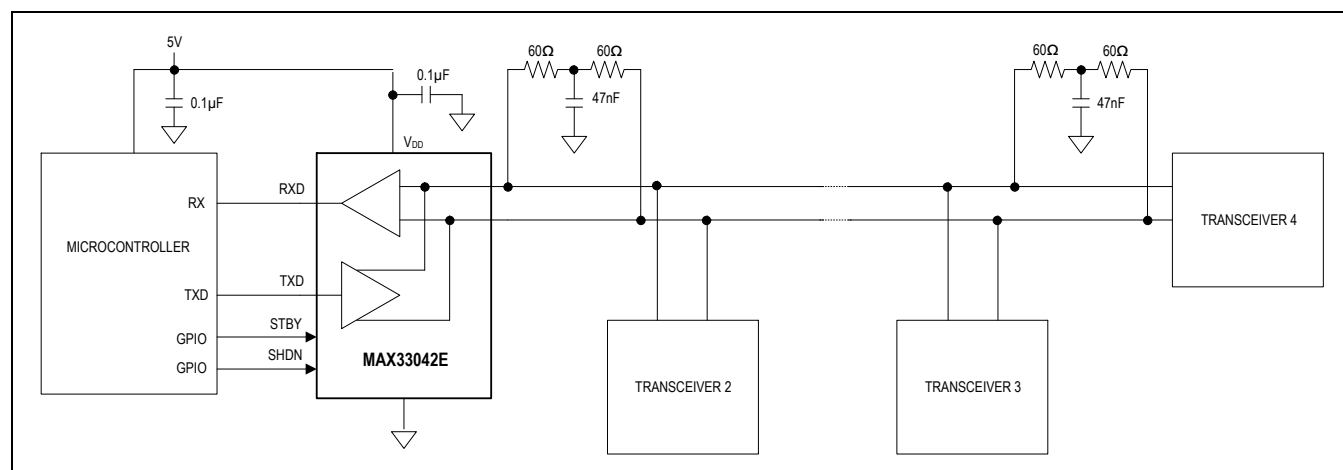 5V
0.1µF
0.1µF
60Ω
60Ω
47nF
60Ω
60Ω
47nF
VDD
RX
RXD
MICROCONTROLLER
TXD
TXD
GPIO
STBY
GPIO
SHDN
MAX33042E
TRANSCEIVER 2
TRANSCEIVER 3
TRANSCEIVER 4